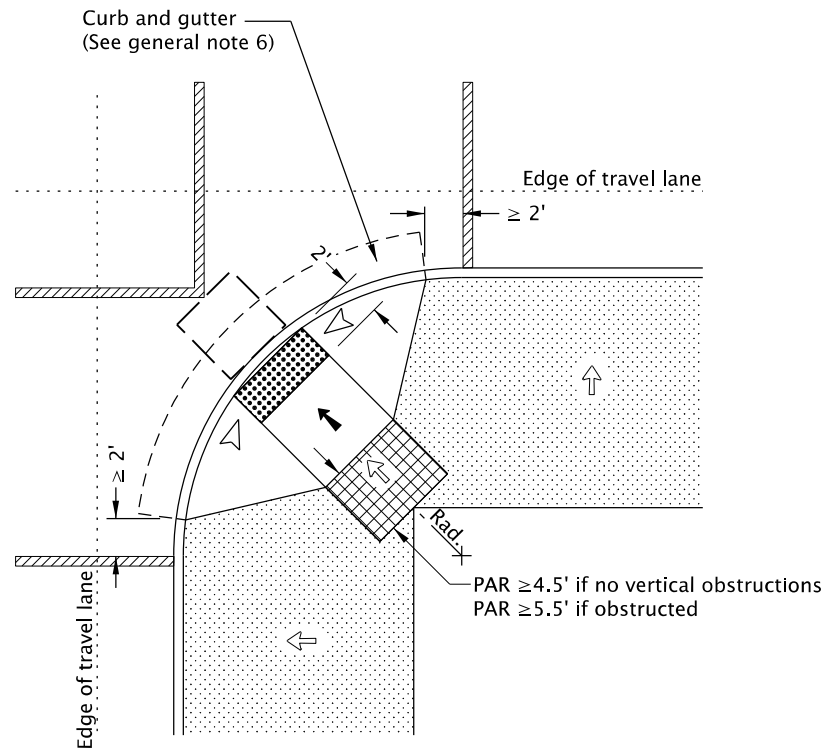 Curb and gutter
(See general note 6)
Edge of travel lane
≥ 2'
2'
≥ 2'
Rad.
PAR ≥4.5' if no vertical obstructions
PAR ≥5.5' if obstructed
Edge of travel lane